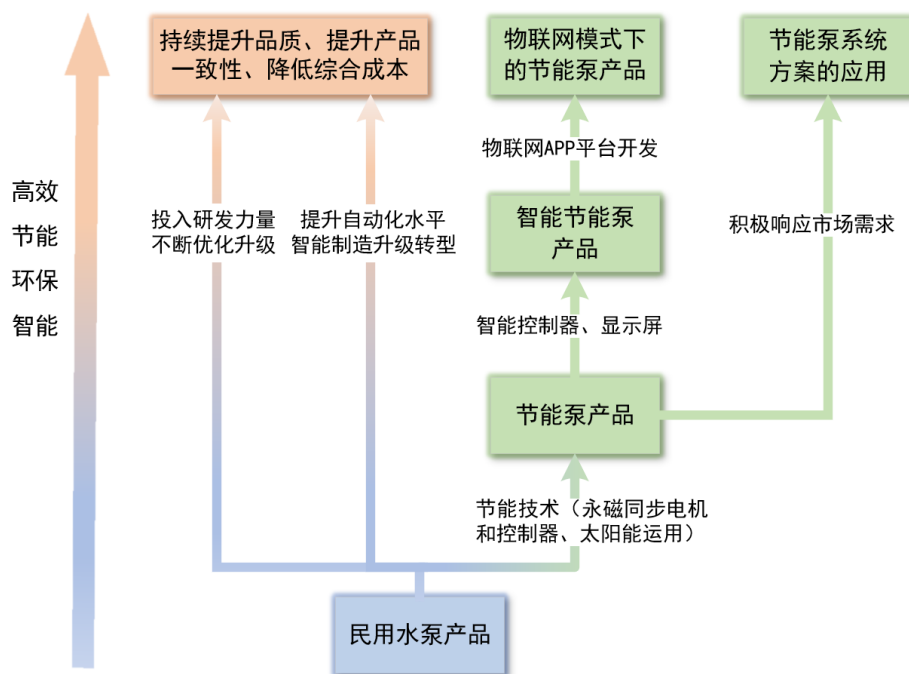 持续提升品质、提升产品
一致性、降低综合成本
物联网模式下
的节能泵产品
节能泵系统
方案的应用
物联网APP平台开发
高效
节能
环保
智能
投入研发力量
不断优化升级
提升自动化水平
智能制造升级转型
智能节能泵
产品
积极响应市场需求
智能控制器、显示屏
节能泵产品
节能技术（永磁同步电机
和控制器、太阳能运用）
民用水泵产品